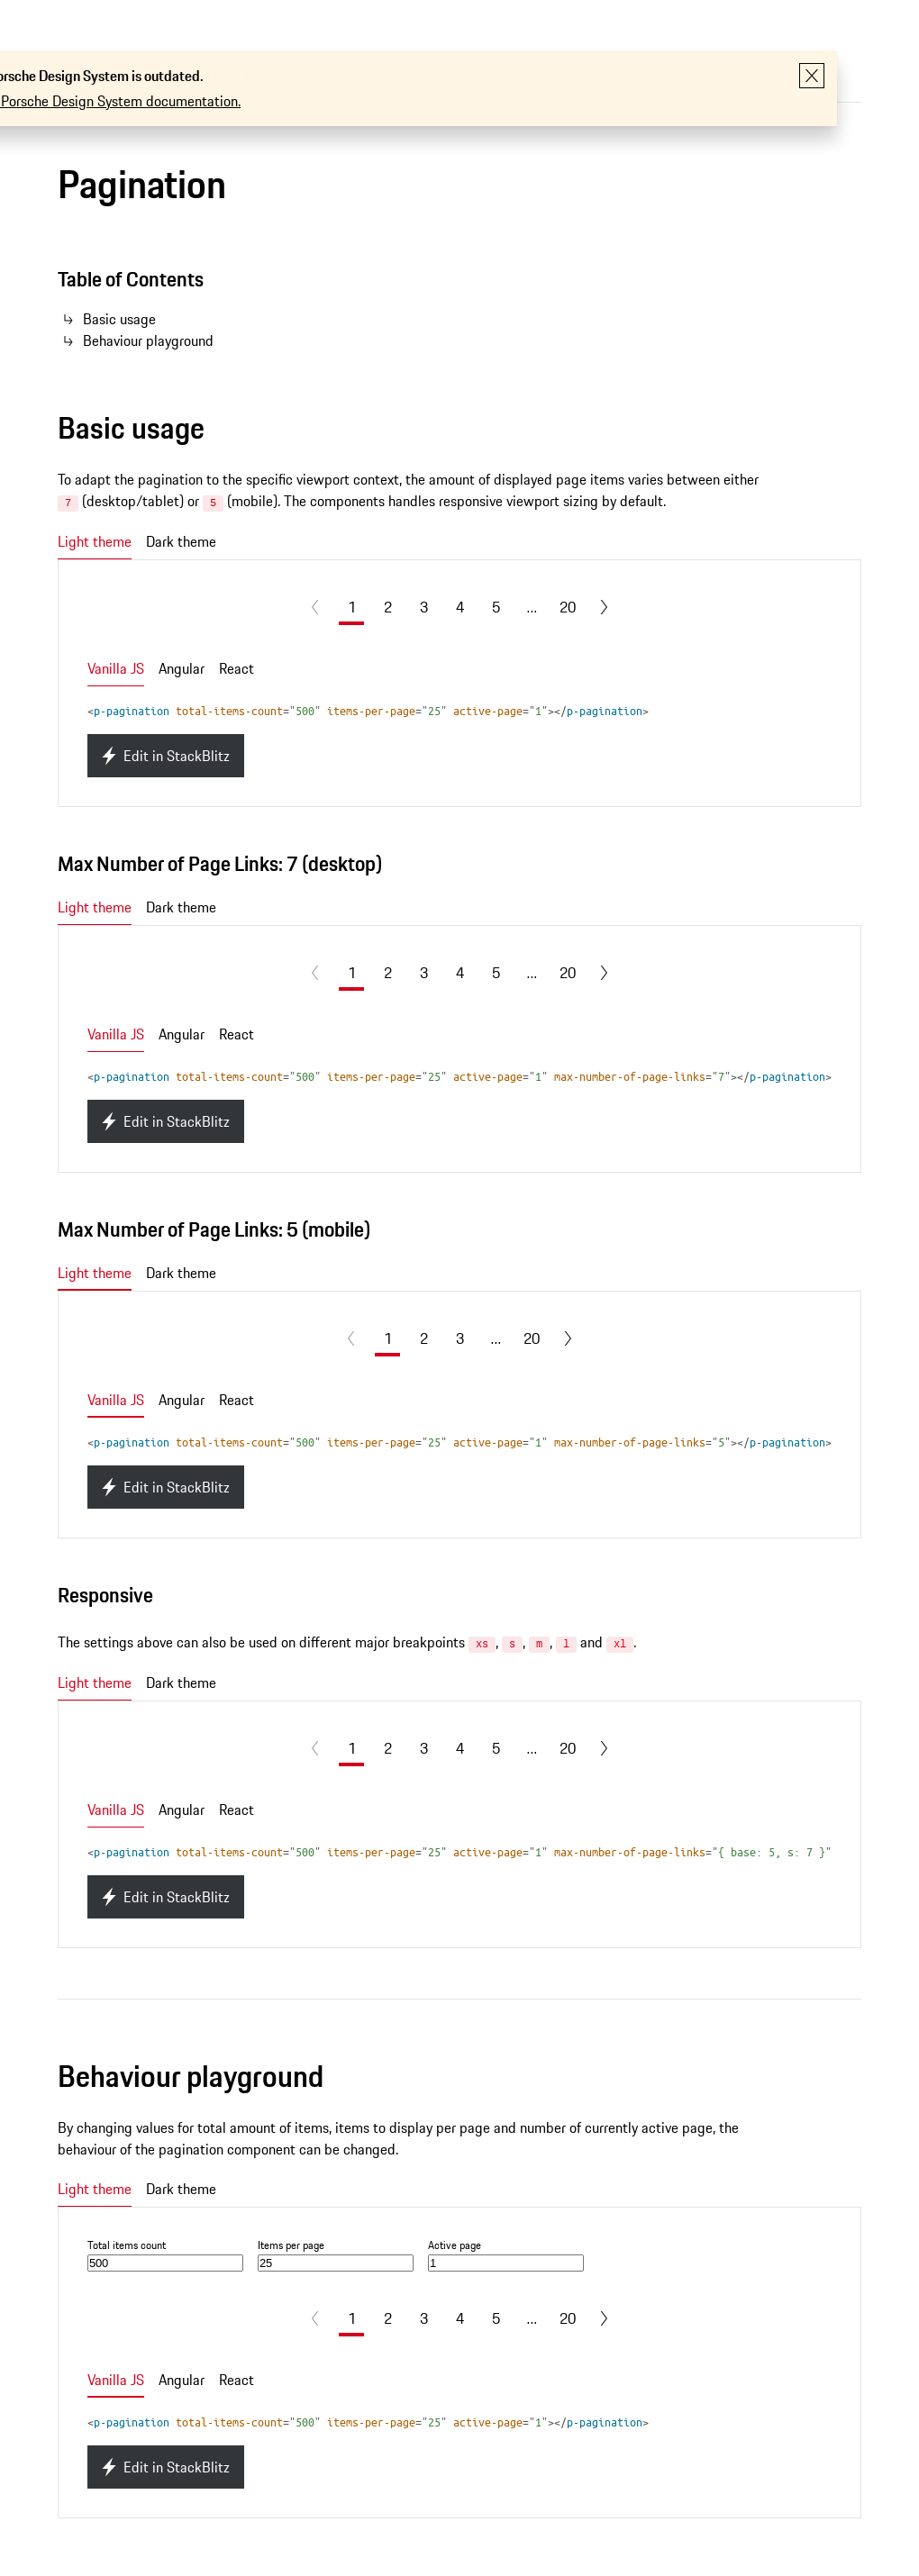 orsche Design System is outdated.
Porsche Design System documentation.
Pagination
Table of Contents
Basic usage
Behaviour playground
Basic usage
To adapt the pagination to the specific viewport context, the amount of displayed page items varies between either
7 (desktop/tablet) or 5 (mobile). The components handles responsive viewport sizing by default.
Light theme Dark theme
1 2 3 4 5 ... 20
Vanilla JS Angular React
<p-pagination total-items-count="500" items-per-page="25" active-page="1"></p-pagination>
Edit in StackBlitz
Max Number of Page Links: 7 (desktop)
Light theme Dark theme
1 2 3 4 5 ... 20
Vanilla JS Angular React
<p-pagination total-items-count="500" items-per-page="25" active-page="1" max-number-of-page-links="7"></p-pagination>
Edit in StackBlitz
Max Number of Page Links: 5 (mobile)
Light theme Dark theme
1 2 3 ... 20
Vanilla JS Angular React
<p-pagination total-items-count="500" items-per-page="25" active-page="1" max-number-of-page-links="5"></p-pagination>
Edit in StackBlitz
Responsive
The settings above can also be used on different major breakpoints xs, s, m, l and xl.
Light theme Dark theme
1 2 3 4 5 ... 20
Vanilla JS Angular React
<p-pagination total-items-count="500" items-per-page="25" active-page="1" max-number-of-page-links="{ base: 5, s: 7 }"
Edit in StackBlitz
Behaviour playground
By changing values for total amount of items, items to display per page and number of currently active page, the
behaviour of the pagination component can be changed.
Light theme Dark theme
Total items count Items per page Active page
500 25 1
1 2 3 4 5 ... 20
Vanilla JS Angular React
<p-pagination total-items-count="500" items-per-page="25" active-page="1"></p-pagination>
Edit in StackBlitz